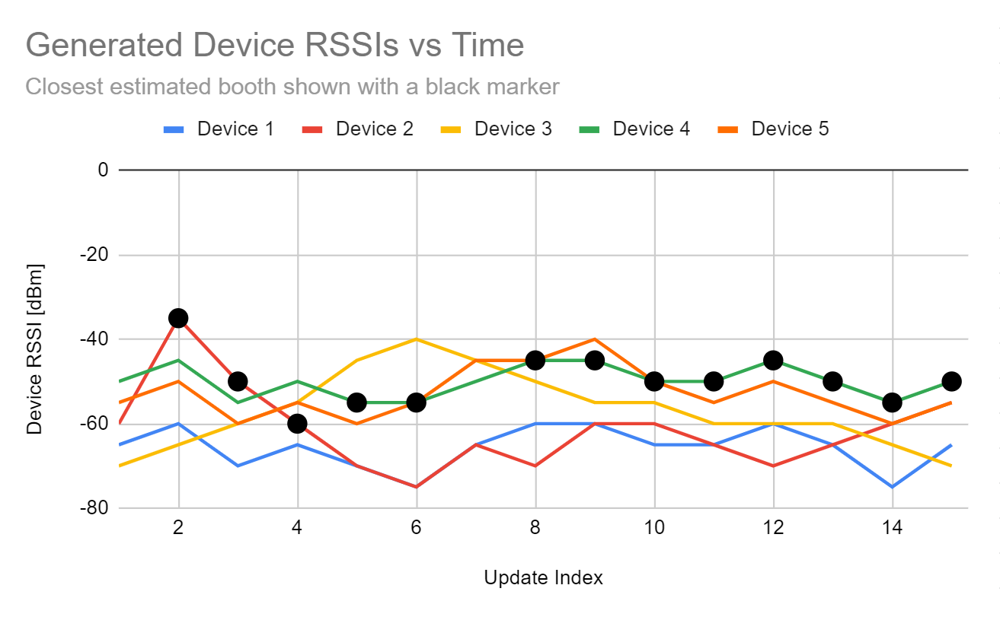 Generated Device RSSIs vs Time
Closest estimated booth shown with a black marker
Device 1 Device 2 Device 3 Device 4 Device 5
0
-20
-40
-60
-80
Device RSSI [dBm]
2 4 6 8 10 12 14
Update Index